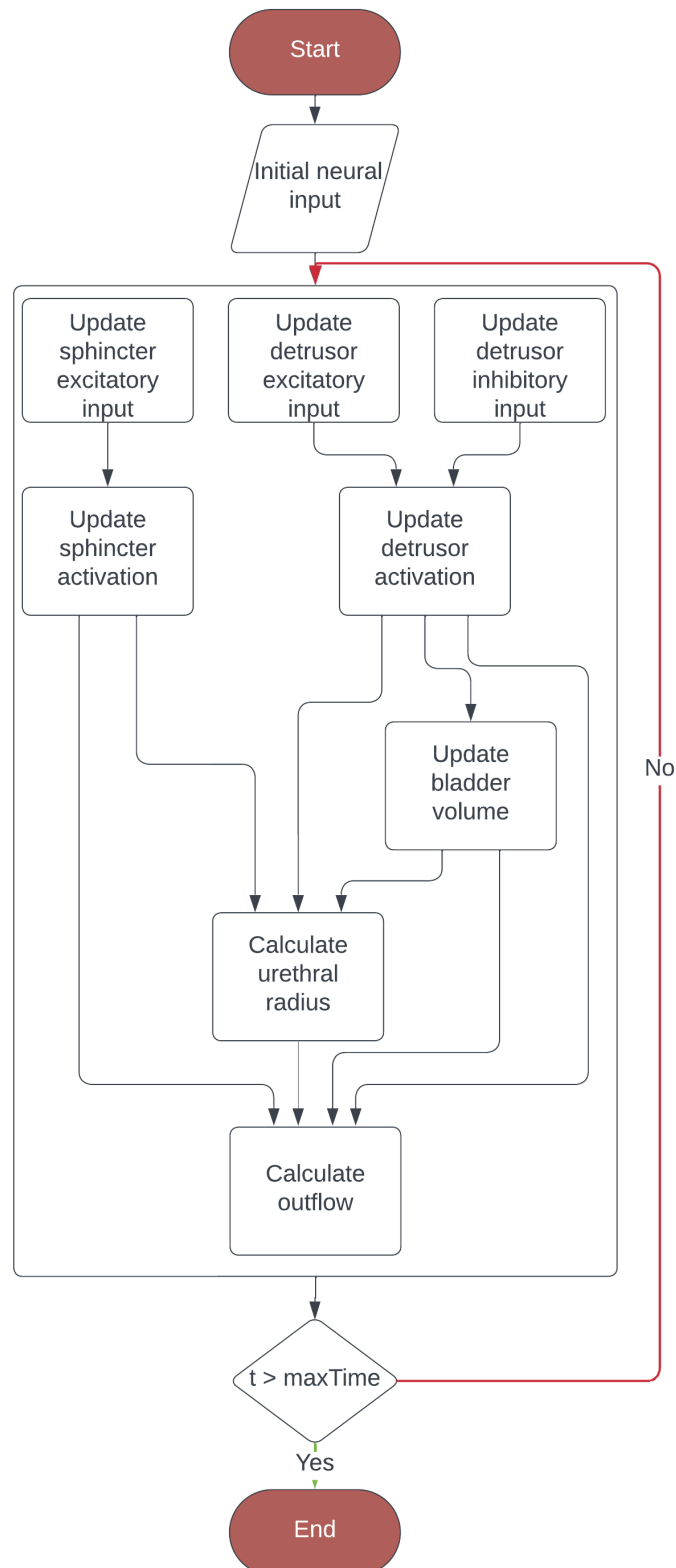 Start
Initial neural
input
Update
sphincter
excitatory
input
Update
detrusor
excitatory
input
Update
detrusor
inhibitory
input
Update
sphincter
activation
Update
detrusor
activation
Update
bladder
volume
No
Calculate
urethral
radius
Calculate
outflow
t > maxTime
Yes
End